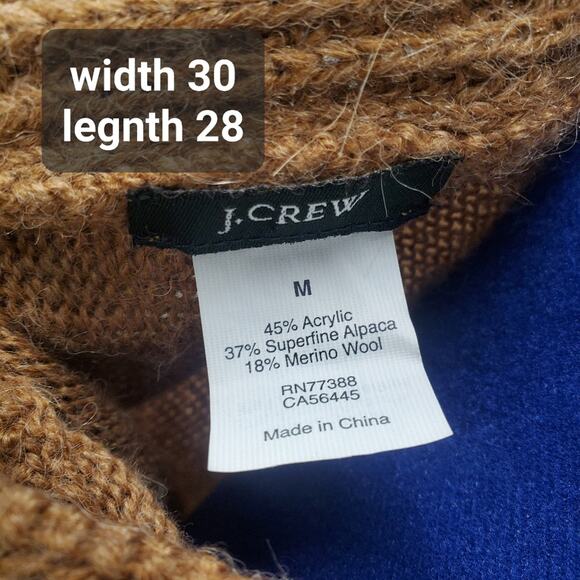 width 30
legnth 28
J.CREW
M
45% Acrylic
37% Superfine Alpaca
18% Merino Wool
RN77388
CA56445
Made in China